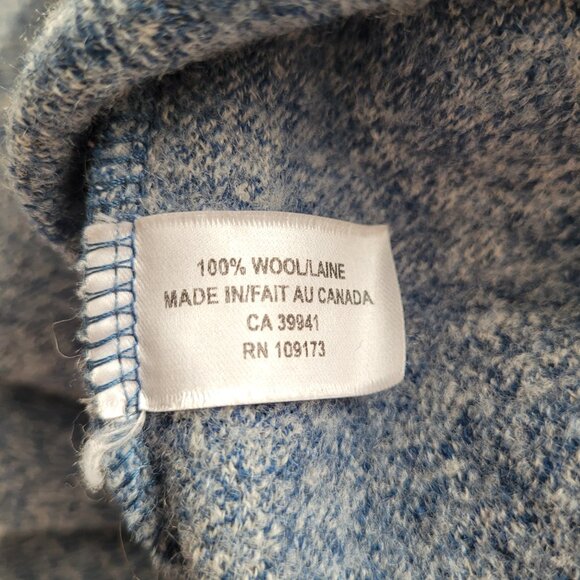 100% WOOL/LAINE
MADE IN/FAIT AU CANADA
CA 39941
RN 109173